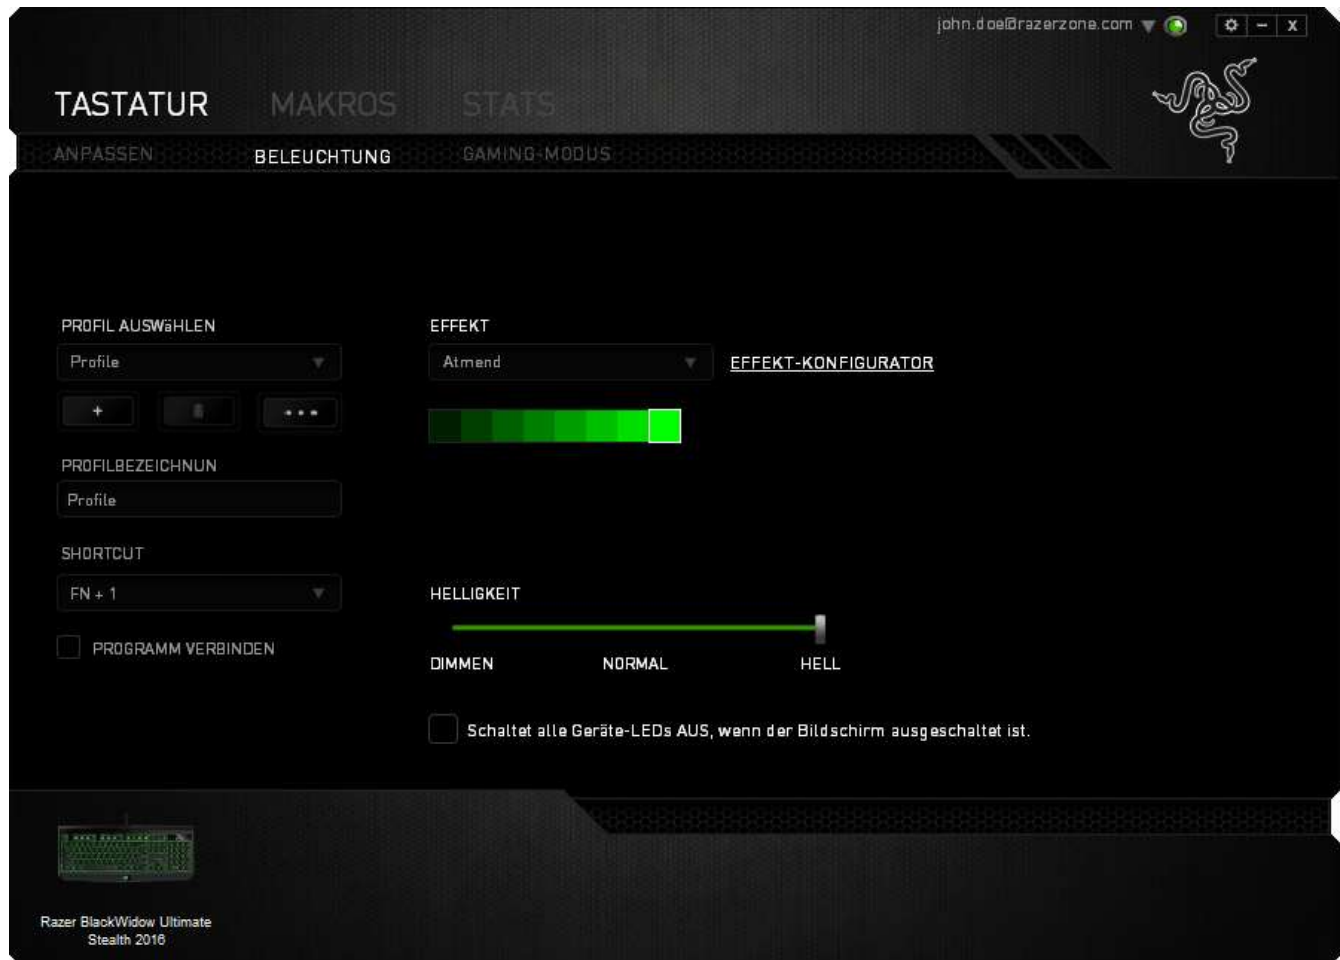 john.doe@razerzone.com
TASTATUR MAKROS STATS
ANPASSEN BELEUCHTUNG GAMING-MODUS
PROFIL AUSWäHLEN
Profile
PROFILBEZEICHNUN
Profile
SHORTCUT
FN + 1
PROGRAMM VERBINDEN
EFFEKT
Atmend
EFFEKT-KONFIGURATOR
HELLIGKEIT
DIMMEN NORMAL HELL
Schaltet alle Geräte-LEDs AUS, wenn der Bildschirm ausgeschaltet ist.
Razer BlackWidow Ultimate
Stealth 2016